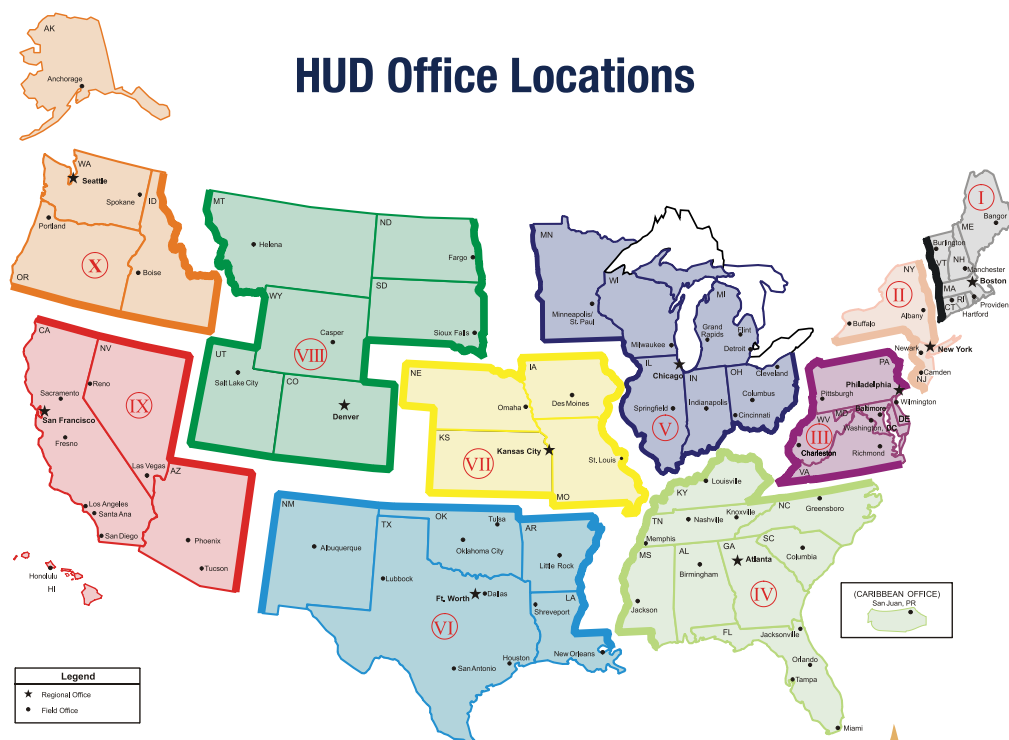 HUD Office Locations
AK
Anchorage
WA
Seattle
Spokane
ID
Portland
X
Boise
OR
MT
ND
Helena
Fargo
SD
WY
Casper
Sioux Falls
VIII
UT
Salt Lake City
CO
Denver
MN
WI
MI
Minneapolis/
St. Paul
Grand
Rapids
Flint
Milwaukee
Detroit
IL
Chicago
IN
OH
Cleveland
Springfield
Indianapolis
Columbus
Cincinnati
V
I
Bangor
ME
Burlington
VT
NH
Manchester
MA
Boston
RI
CT
Providen
Hartford
NY
II
Albany
Buffalo
Newark
New York
NJ
Camden
PA
Philadelphia
Pittsburgh
Wilmington
WV
MD
Baltimore
DE
Washington,
DC
III
Charleston
Richmond
VA
CA
NV
Reno
Sacramento
IX
San Francisco
Fresno
Las Vegas
AZ
Los Angeles
Santa Ana
San Diego
Phoenix
Tucson
Honolulu
HI
NE
IA
Omaha
Des Moines
KS
Kansas City
VII
St, Louis
MO
NM
TX
OK
Tulsa
AR
Albuquerque
Oklahoma City
Little Rock
Lubbock
Ft. Worth
Dallas
LA
Shreveport
VI
San Antonio
Houston
New Orleans
KY
Louisville
TN
Nashville
Knoxville
NC
Greensboro
Memphis
MS
AL
GA
SC
Birmingham
Atlanta
Columbia
Jackson
IV
FL
Jacksonville
Orlando
Tampa
Miami
(CARIBBEAN OFFICE)
San Juan, PR
Legend
Regional Office
Field Office